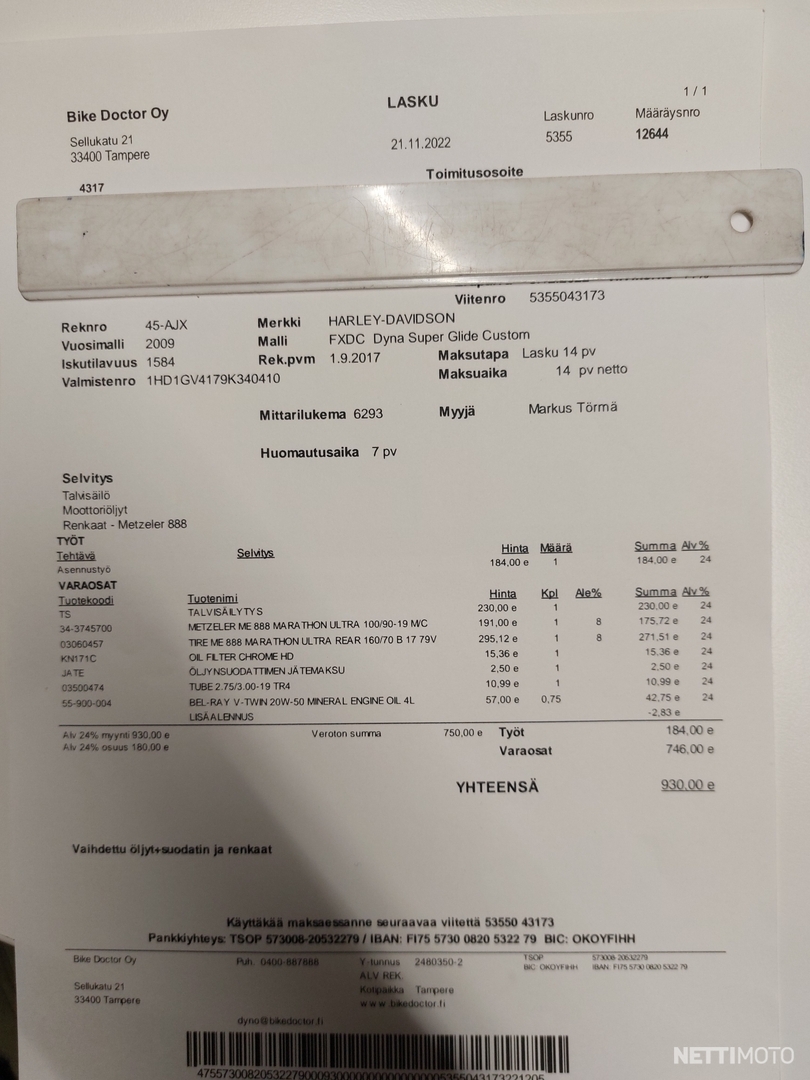 1 / 1
Bike Doctor Oy LASKU Laskunro Määräysnro
Sellukatu 21 21.11.2022 5355 12644
33400 Tampere
Toimitusosoite
4317
Viitenro 5355043173
Reknro 45-AJX Merkki HARLEY-DAVIDSON
Vuosimalli 2009 Malli FXDC Dyna Super Glide Custom
Iskutilavuus 1584 Rek.pvm 1.9.2017 Maksutapa Lasku 14 pv
Valmistenro 1HD1GV4179K340410 Maksuaika 14 pv netto
Mittarilukema 6293 Myyjä Markus Törmä
Huomautusaika 7 pv
Selvitys
Talvisäilö
Moottoriöljyt
Renkaat - Metzeler 888
TYÖT
Tehtävä Selvitys Hinta Määrä Summa Alv%
Asennustyö 184,00 e 1 184,00 e 24
VARAOSAT
Tuotekoodi Tuotenimi Hinta Kpl Ale% Summa Alv%
TS TALVISÄILYTYS 230,00 e 1 230,00 e 24
34-3745700 METZELER ME 888 MARATHON ULTRA 100/90-19 M/C 191,00 e 1 8 175,72 e 24
03060457 TIRE ME 888 MARATHON ULTRA REAR 160/70 B 17 79V 295,12 e 1 8 271,51 e 24
KN171C OIL FILTER CHROME HD 15,36 e 1 15,36 e 24
JATE ÖLJYNSUODATTIMEN JÄTEMAKSU 2,50 e 1 2,50 e 24
03500474 TUBE 2.75/3.00-19 TR4 10,99 e 1 10,99 e 24
55-900-004 BEL-RAY V-TWIN 20W-50 MINERAL ENGINE OIL 4L 57,00 e 0,75 42,75 e 24
LISÄALENNUS -2,83 e
Alv 24% myynti 930,00 e Veroton summa 750,00 e Työt 184,00 e
Alv 24% osuus 180,00 e Varaosat 746,00 e
YHTEENSÄ 930,00 e
Vaihdettu öljyt+suodatin ja renkaat
Käyttäkää maksaessanne seuraavaa viitettä 53550 43173
Pankkiyhteys: TSOP 573008-20532279 / IBAN: FI75 5730 0820 5322 79 BIC: OKOYFIHH
Bike Doctor Oy Puh. 0400-887888 Y-tunnus 2480350-2 TSOP 573008-20532279
ALV REK. BIC OKOYFIHH IBAN FI75 5730 0820 5322 79
Sellukatu 21 Kotipaikka Tampere
33400 Tampere www.bikedoctor.fi
dyno@bikedoctor.fi
NETTIMOTO